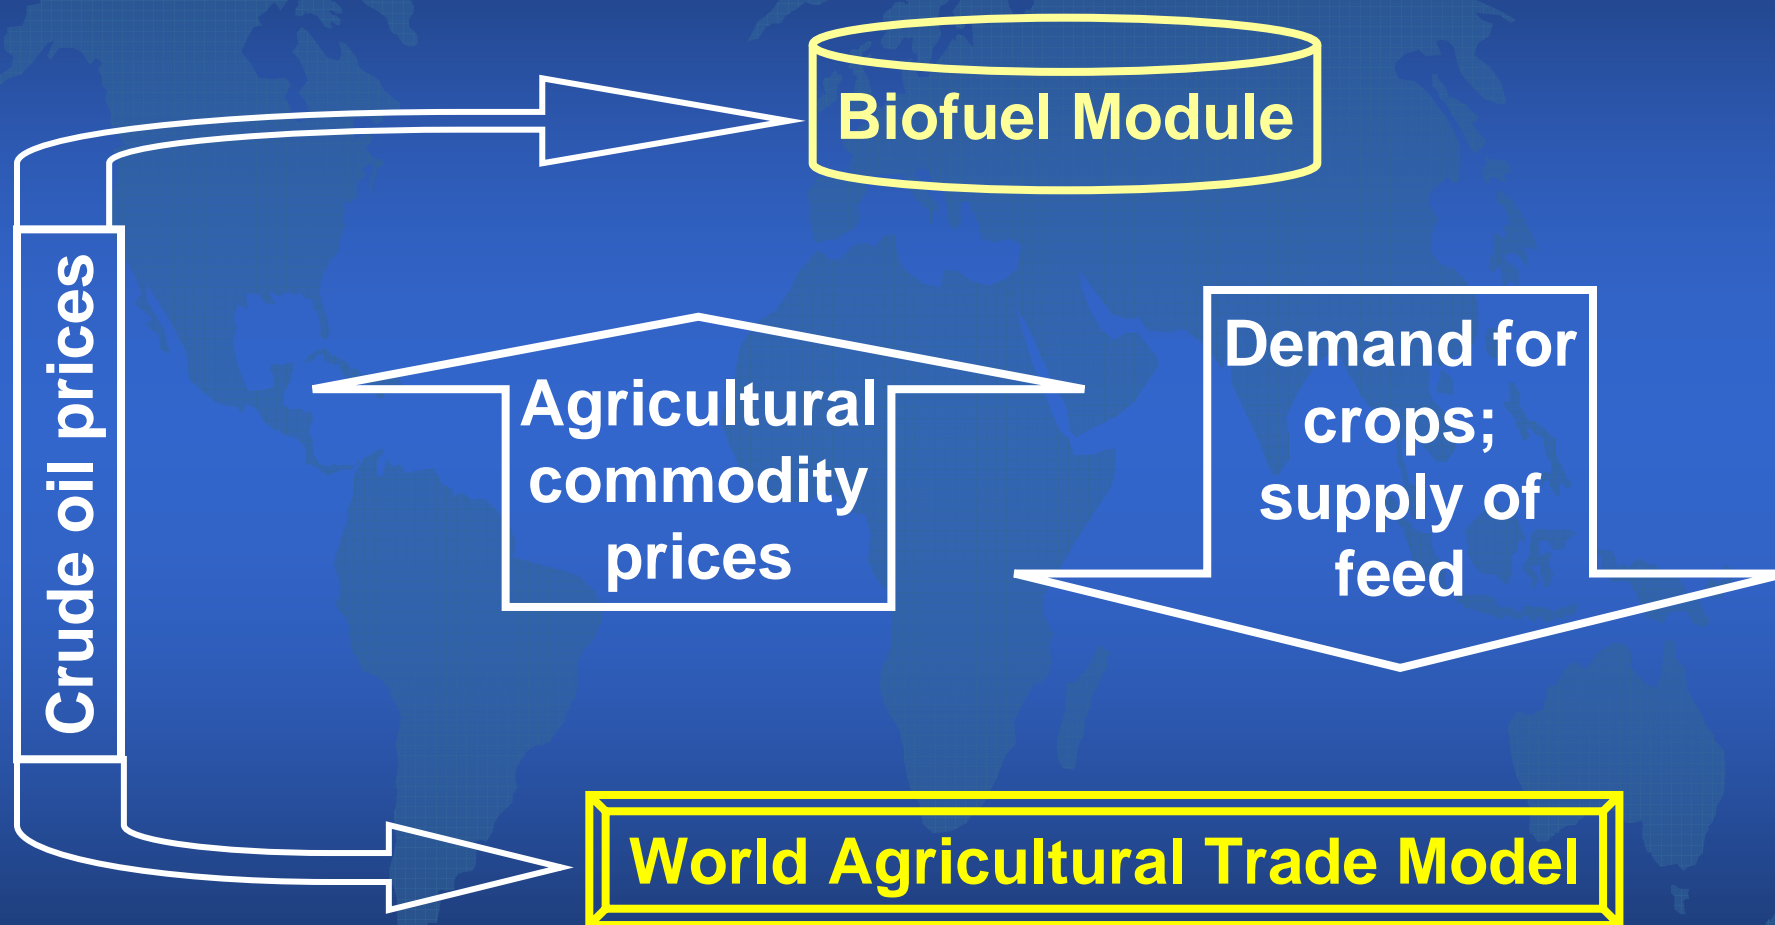 Biofuel Module
Crude oil prices
Agricultural
commodity
prices
Demand for
crops;
supply of
feed
World Agricultural Trade Model